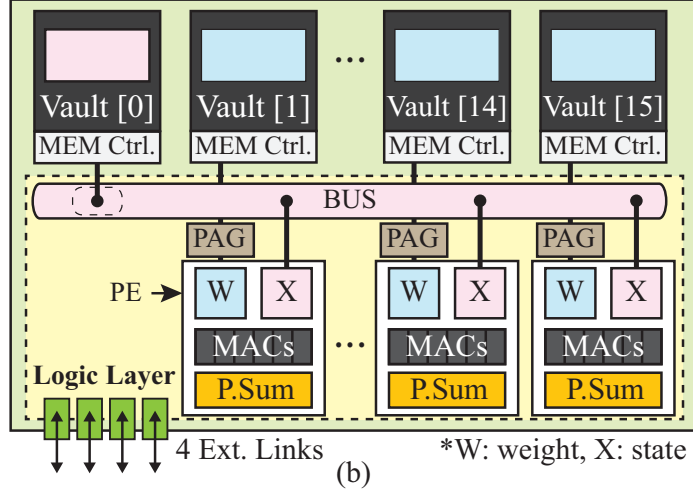 Vault [0] Vault [1] ... Vault [14] Vault [15]
MEM Ctrl. MEM Ctrl. MEM Ctrl. MEM Ctrl.
BUS
PAG PAG PAG
PE W X W X W X
MACs ... MACs MACs
Logic Layer P.Sum P.Sum P.Sum
4 Ext. Links *W: weight, X: state
(b)